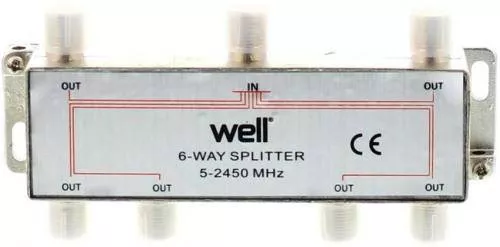 OUT IN OUT
well®
6-WAY SPLITTER
5-2450 MHz
CE
OUT OUT OUT OUT